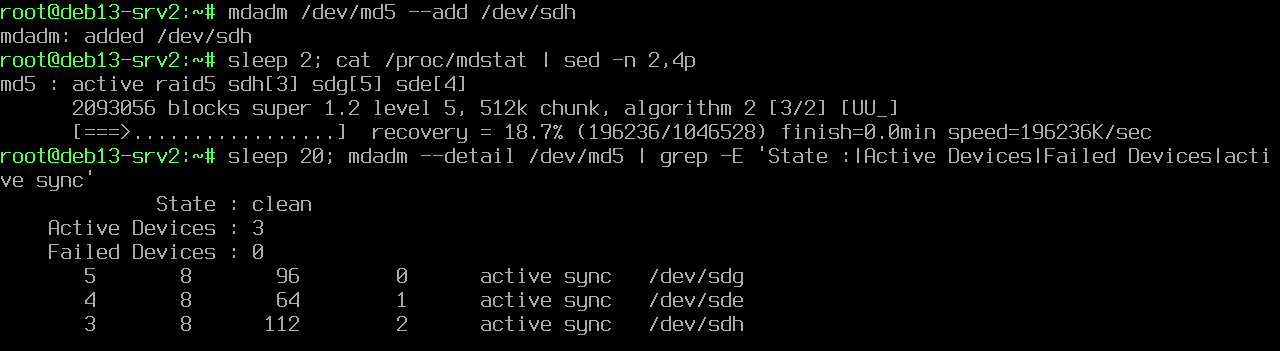 root@deb13-srv2:~# mdadm /dev/md5 --add /dev/sdh
mdadm: added /dev/sdh
root@deb13-srv2:~# sleep 2; cat /proc/mdstat | sed -n 2,4p
md5 : active raid5 sdh[3] sdg[5] sde[4]
      2093056 blocks super 1.2 level 5, 512k chunk, algorithm 2 [3/2] [UU_]
      [===>.................]  recovery = 18.7% (196236/1046528) finish=0.0min speed=196236K/sec
root@deb13-srv2:~# sleep 20; mdadm --detail /dev/md5 | grep -E 'State :|Active Devices|Failed Devices|acti
ve sync'
             State : clean
    Active Devices : 3
    Failed Devices : 0
       5       8       96        0      active sync   /dev/sdg
       4       8       64        1      active sync   /dev/sde
       3       8      112        2      active sync   /dev/sdh